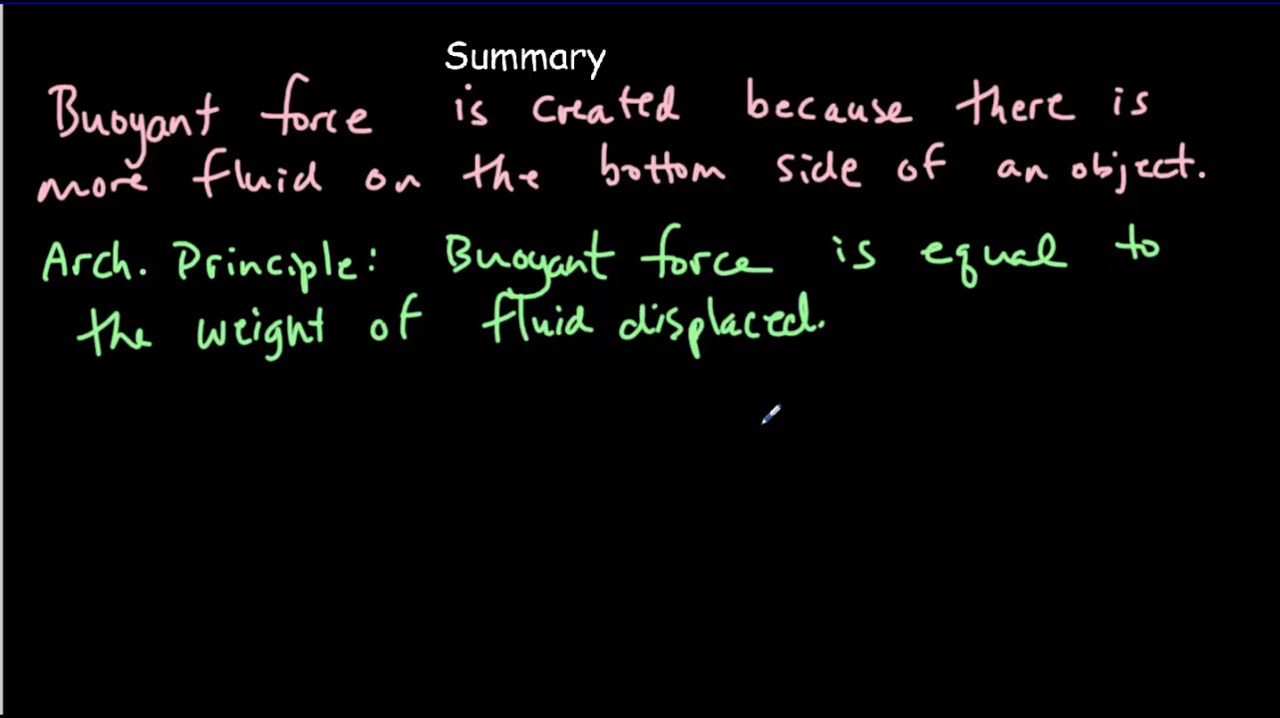 Summary
Buoyant force is created because there is
more fluid on the bottom side of an object.
Arch. Principle: Buoyant force is equal to
the weight of fluid displaced.